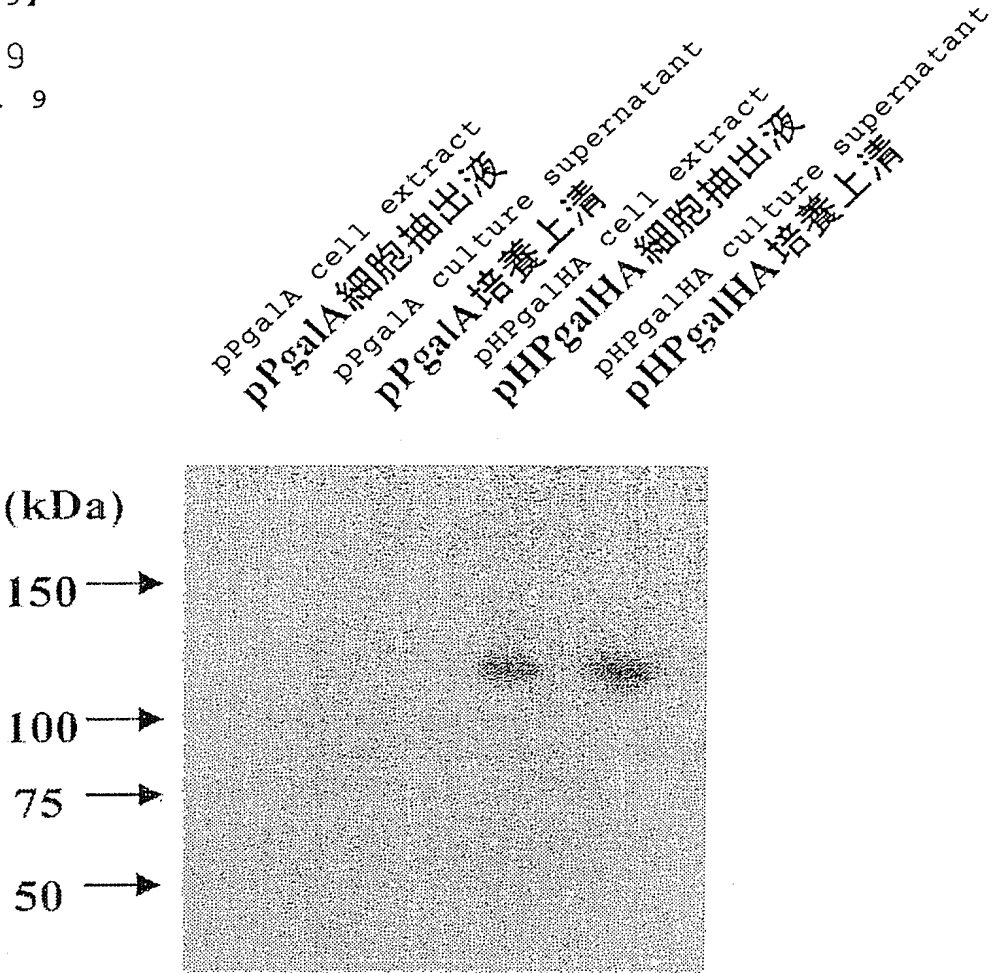 9
. 9
pPgalA cell extract
pPgalA細胞抽出液
pPgalA culture supernatant
pPgalA培養上清
pHPgalHA cell extract
pHPgalHA細胞抽出液
pHPgalHA culture supernatant
pHPgalHA培養上清
(kDa)
150
100
75
50